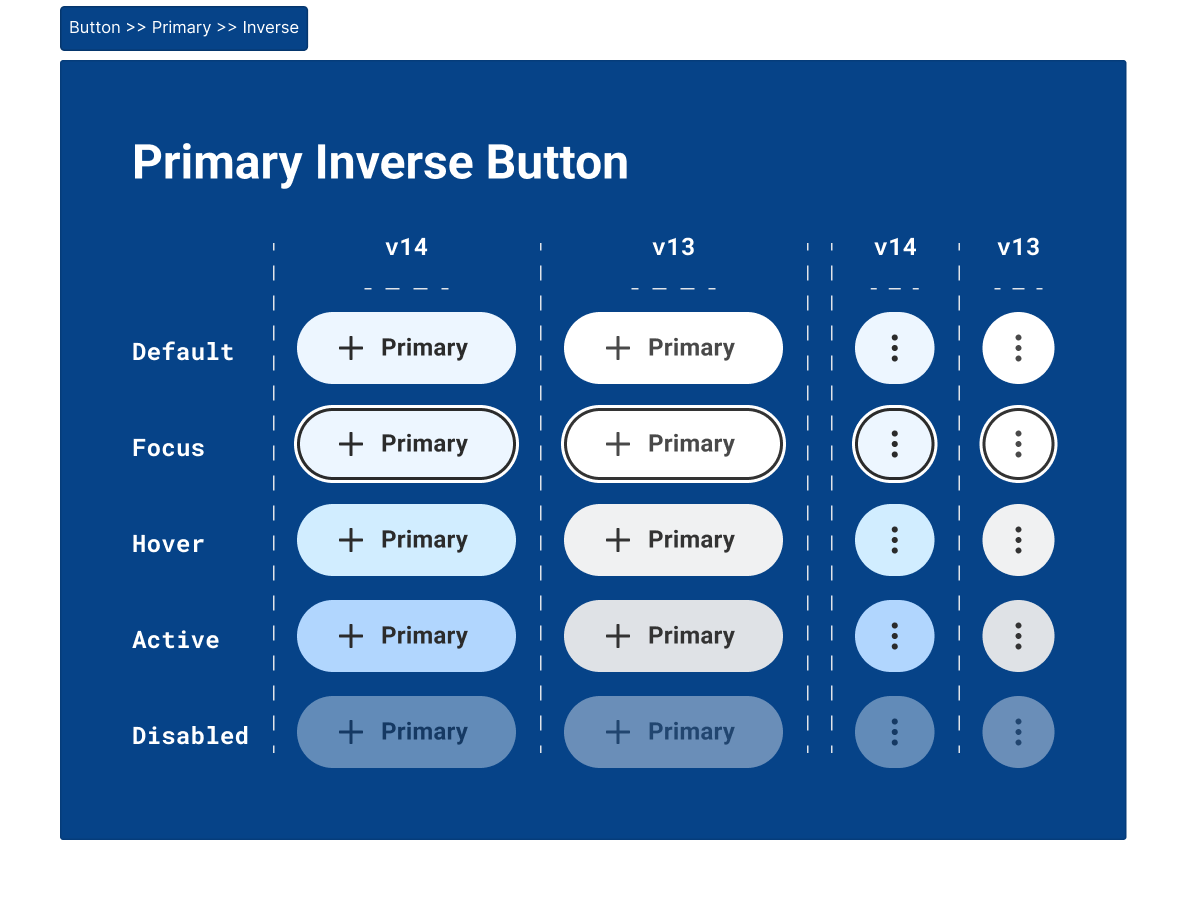 Button >> Primary >> Inverse
Primary Inverse Button
v14 v13 v14 v13
Default Primary Primary
Focus Primary Primary
Hover Primary Primary
Active Primary Primary
Disabled Primary Primary